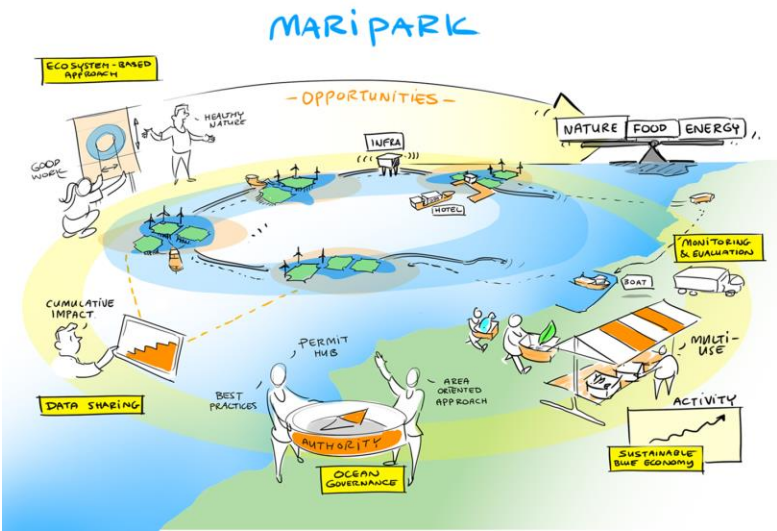 MARiPARK
ECOSYSTEM-BASED
APPROACH
-OPPORTUNITIES-
HEALTHY
NATURE
GOOD
WORK
INFRA
NATURE FOOD ENERGY
HOTEL
MONITORING
& EVALUATION
BOAT
CUMULATIVE
IMPACT
PERMIT
HUB
MULTI-
USE
BEST
PRACTICES
AREA
ORIENTED
APPROACH
DATA SHARING
ACTIVITY
AUTHORITY
OCEAN
GOVERNANCE
SUSTAINABLE
BLUE ECONOMY